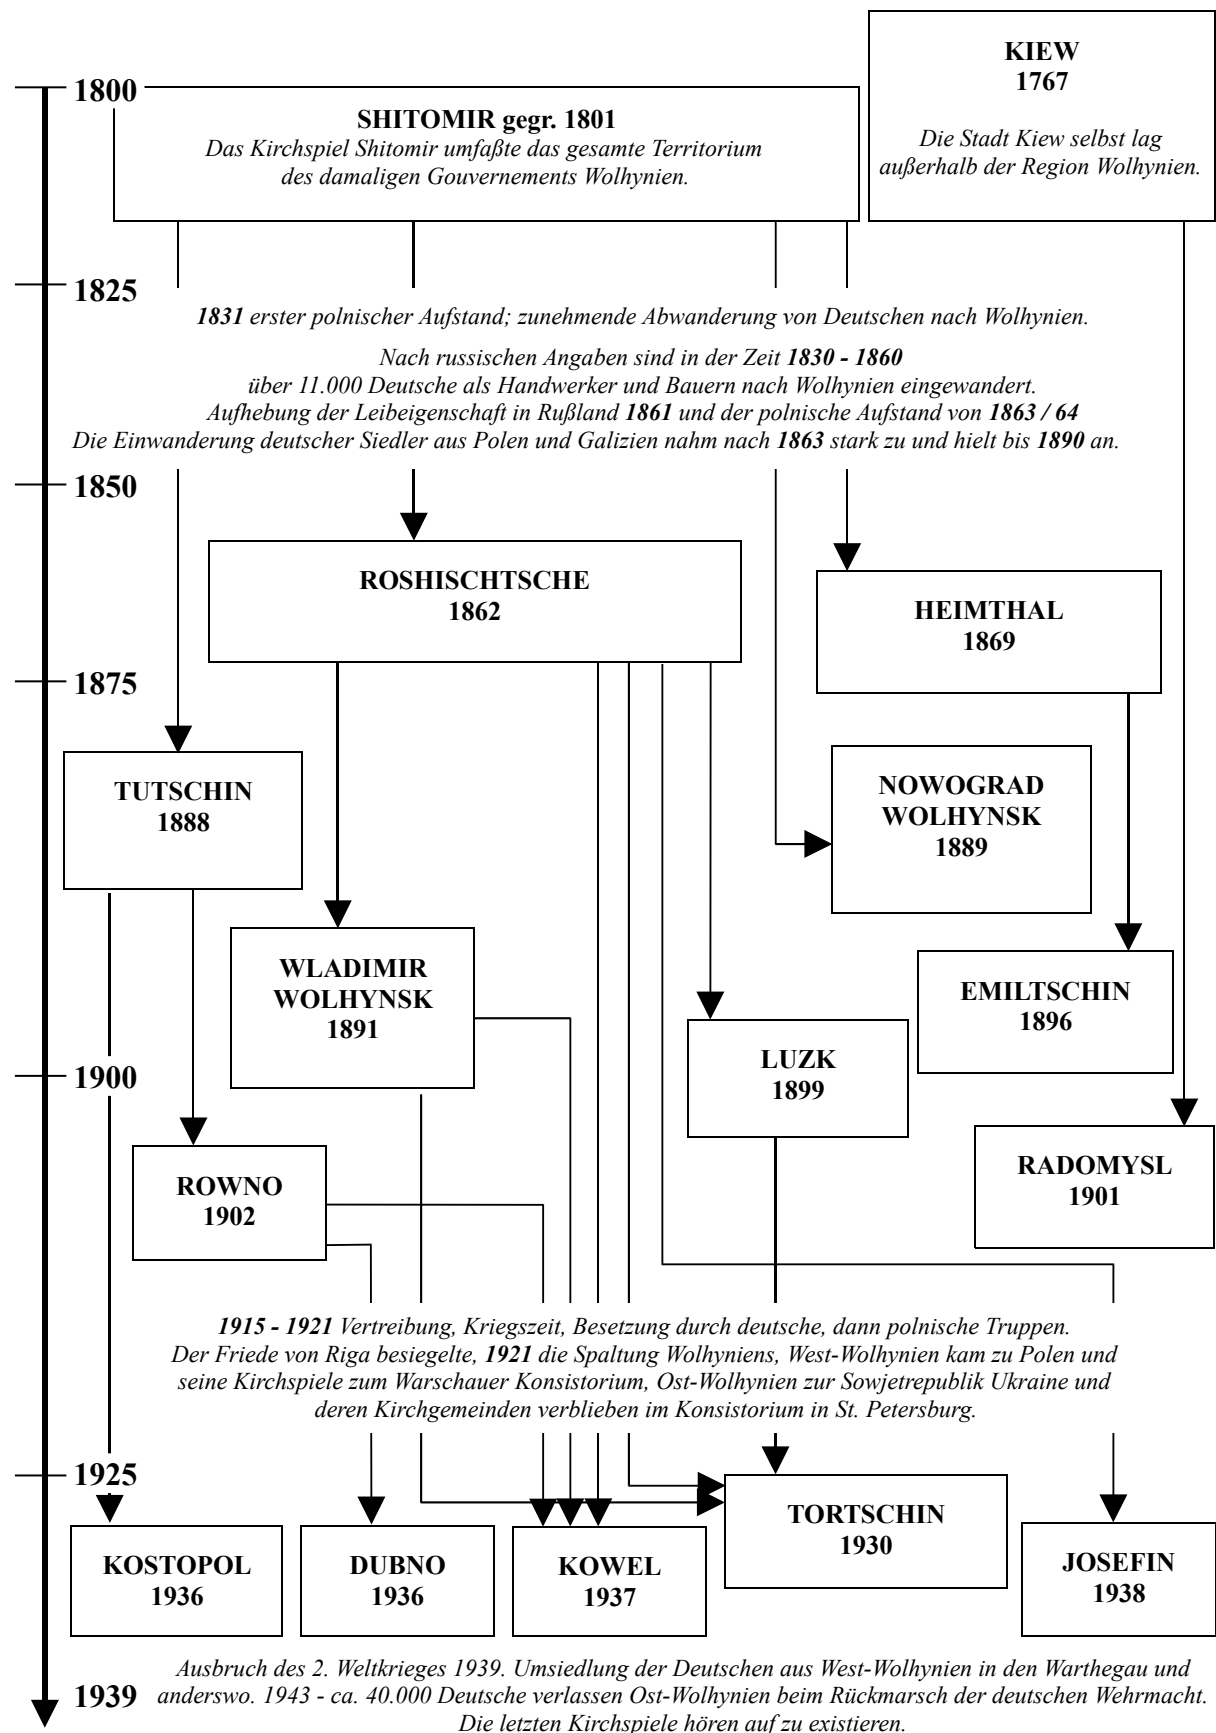 KIEW
1767
Die Stadt Kiew selbst lag
außerhalb der Region Wolhynien.
1800
SHITOMIR gegr. 1801
Das Kirchspiel Shitomir umfaßte das gesamte Territorium
des damaligen Gouvernements Wolhynien.
1825
1831 erster polnischer Aufstand; zunehmende Abwanderung von Deutschen nach Wolhynien.
Nach russischen Angaben sind in der Zeit 1830 - 1860
über 11.000 Deutsche als Handwerker und Bauern nach Wolhynien eingewandert.
Aufhebung der Leibeigenschaft in Rußland 1861 und der polnische Aufstand von 1863 / 64
Die Einwanderung deutscher Siedler aus Polen und Galizien nahm nach 1863 stark zu und hielt bis 1890 an.
1850
ROSHISCHTSCHE
1862
HEIMTHAL
1869
1875
TUTSCHIN
1888
NOWOGRAD
WOLHYNSK
1889
WLADIMIR
WOLHYNSK
1891
EMILTSCHIN
1896
LUZK
1899
1900
ROWNO
1902
RADOMYSL
1901
1915 - 1921 Vertreibung, Kriegszeit, Besetzung durch deutsche, dann polnische Truppen.
Der Friede von Riga besiegelte, 1921 die Spaltung Wolhyniens, West-Wolhynien kam zu Polen und
seine Kirchspiele zum Warschauer Konsistorium, Ost-Wolhynien zur Sowjetrepublik Ukraine und
deren Kirchgemeinden verblieben im Konsistorium in St. Petersburg.
1925
TORTSCHIN
1930
KOSTOPOL
1936
DUBNO
1936
KOWEL
1937
JOSEFIN
1938
Ausbruch des 2. Weltkrieges 1939. Umsiedlung der Deutschen aus West-Wolhynien in den Warthegau und
1939
anderswo. 1943 - ca. 40.000 Deutsche verlassen Ost-Wolhynien beim Rückmarsch der deutschen Wehrmacht.
Die letzten Kirchspiele hören auf zu existieren.